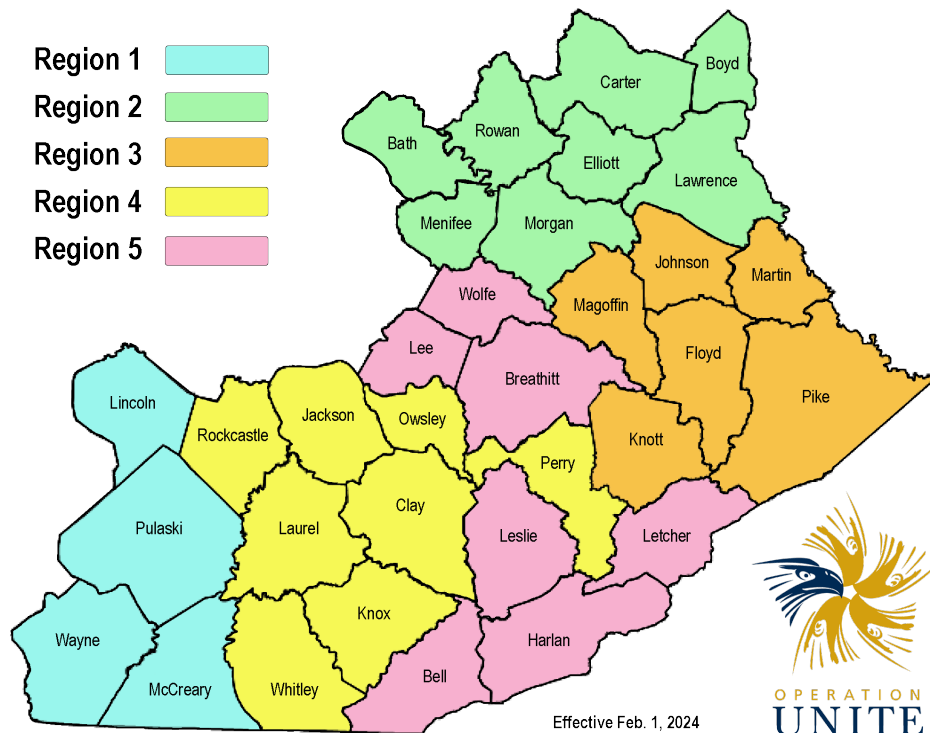 Region 1
Region 2
Region 3
Region 4
Region 5
Boyd
Carter
Rowan
Bath
Elliott
Lawrence
Menifee
Morgan
Johnson
Martin
Wolfe
Magoffin
Lee
Floyd
Breathitt
Pike
Lincoln
Jackson
Owsley
Rockcastle
Knott
Perry
Clay
Pulaski
Laurel
Leslie
Letcher
Knox
Wayne
Harlan
Bell
McCreary
Whitley
Effective Feb. 1, 2024
OPERATION
UNITE